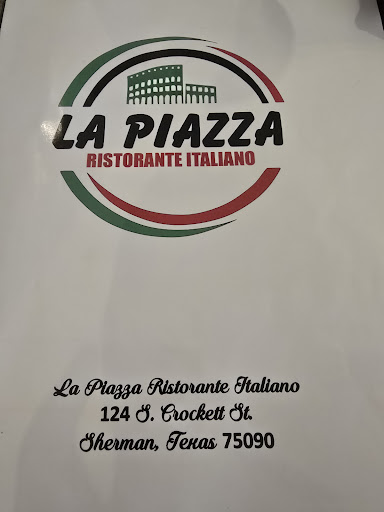 LA PIAZZA
RISTORANTE ITALIANO
La Piazza Ristorante Italiano
124 S. Crockett St.
Sherman, Texas 75090